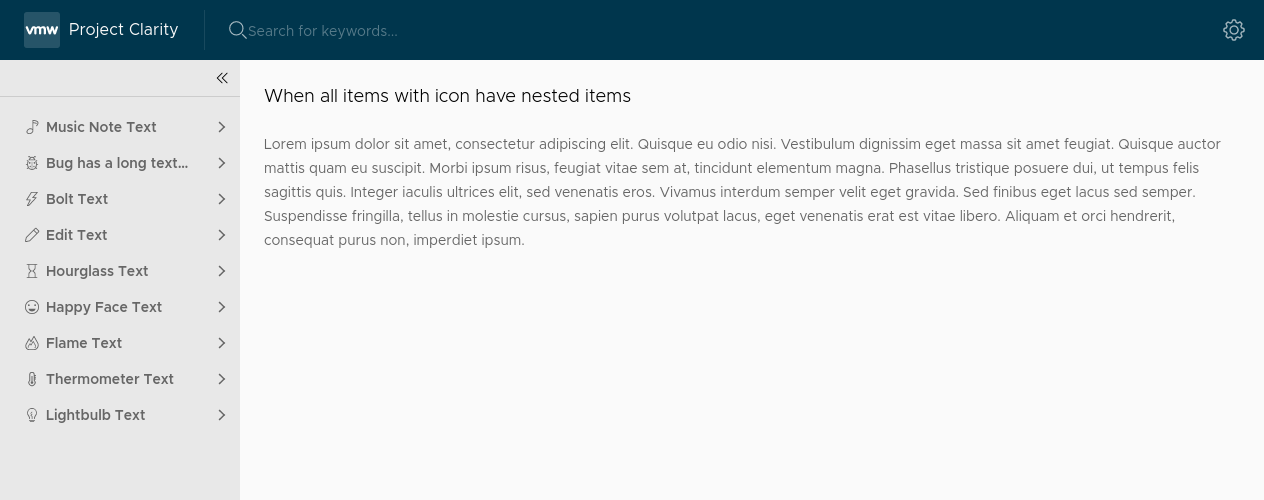 vmw Project Clarity
Search for keywords...
Music Note Text
Bug has a long text...
Bolt Text
Edit Text
Hourglass Text
Happy Face Text
Flame Text
Thermometer Text
Lightbulb Text
When all items with icon have nested items
Lorem ipsum dolor sit amet, consectetur adipiscing elit. Quisque eu odio nisi. Vestibulum dignissim eget massa sit amet feugiat. Quisque auctor
mattis quam eu suscipit. Morbi ipsum risus, feugiat vitae sem at, tincidunt elementum magna. Phasellus tristique posuere dui, ut tempus felis
sagittis quis. Integer iaculis ultrices elit, sed venenatis eros. Vivamus interdum semper velit eget gravida. Sed finibus eget lacus sed semper.
Suspendisse fringilla, tellus in molestie cursus, sapien purus volutpat lacus, eget venenatis erat est vitae libero. Aliquam et orci hendrerit,
consequat purus non, imperdiet ipsum.